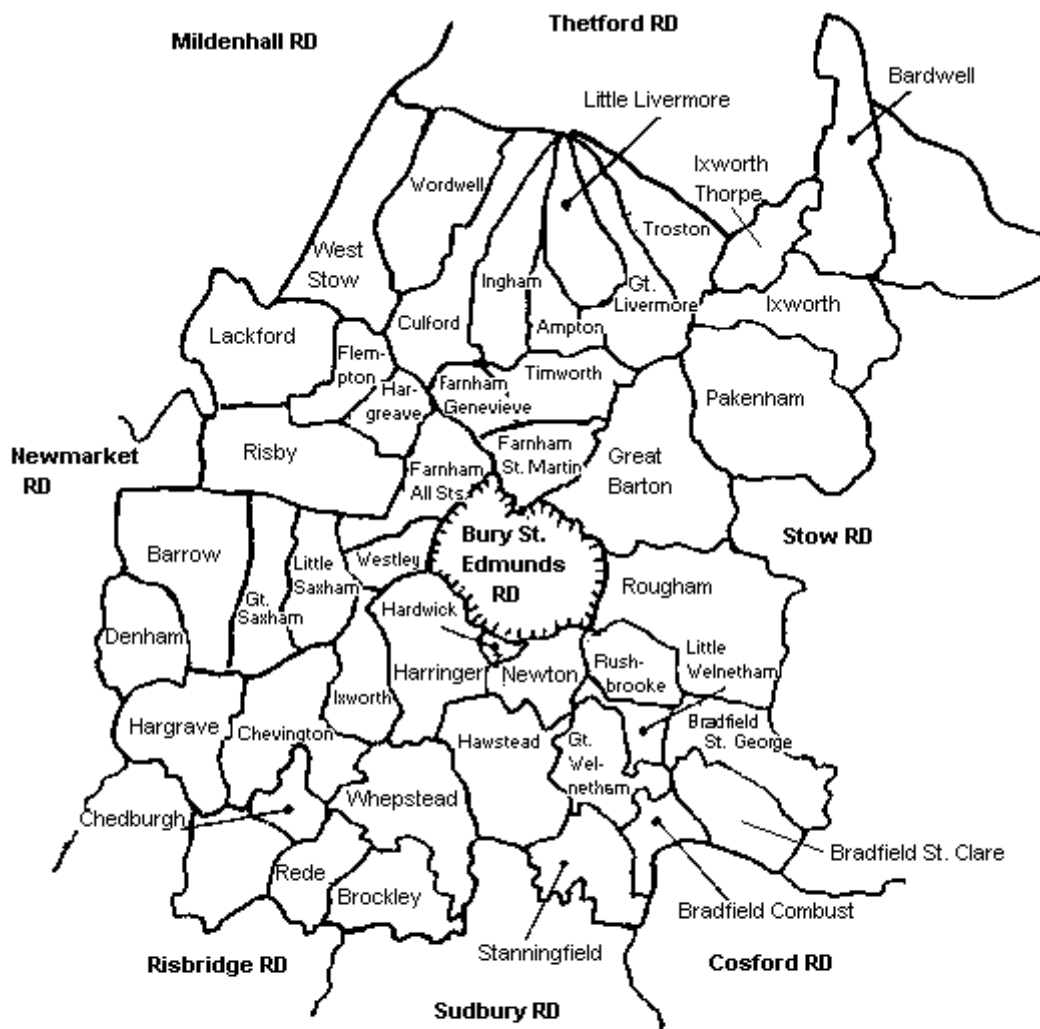 Mildenhall RD
Thetford RD
Bardwell
Little Livermore
Ixworth
Thorpe
Wordwell
Troston
West
Stow
Ingham
Gt.
Livermore
Ixworth
Lackford
Culford
Ampton
Flem-
pton
Timworth
Har-
greave
Farnham
Genevieve
Pakenham
Newmarket
RD
Risby
Farnham
All Sts.
Farnham
St. Martin
Great
Barton
Barrow
Little
Saxham
Westley
Bury St.
Edmunds
RD
Stow RD
Rougham
Gt.
Saxham
Hardwick
Denham
Little
Welnetham
Harringer
Newton
Rush-
brooke
Ixworth
Hargrave
Chevington
Hawstead
Gt.
Wel-
netham
Bradfield
St. George
Whepstead
Chedburgh
Rede
Brockley
Bradfield St. Clare
Bradfield Combust
Stanningfield
Risbridge RD
Cosford RD
Sudbury RD